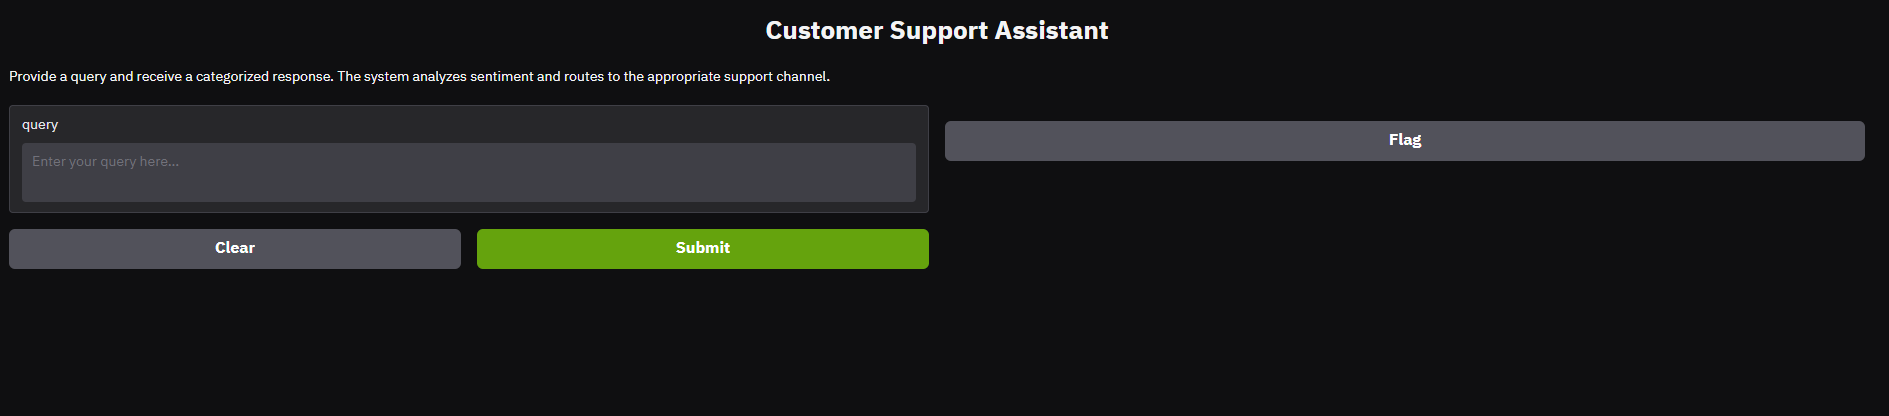 Customer Support Assistant
Provide a query and receive a categorized response. The system analyzes sentiment and routes to the appropriate support channel.
query
Enter your query here...
Clear
Submit
Flag